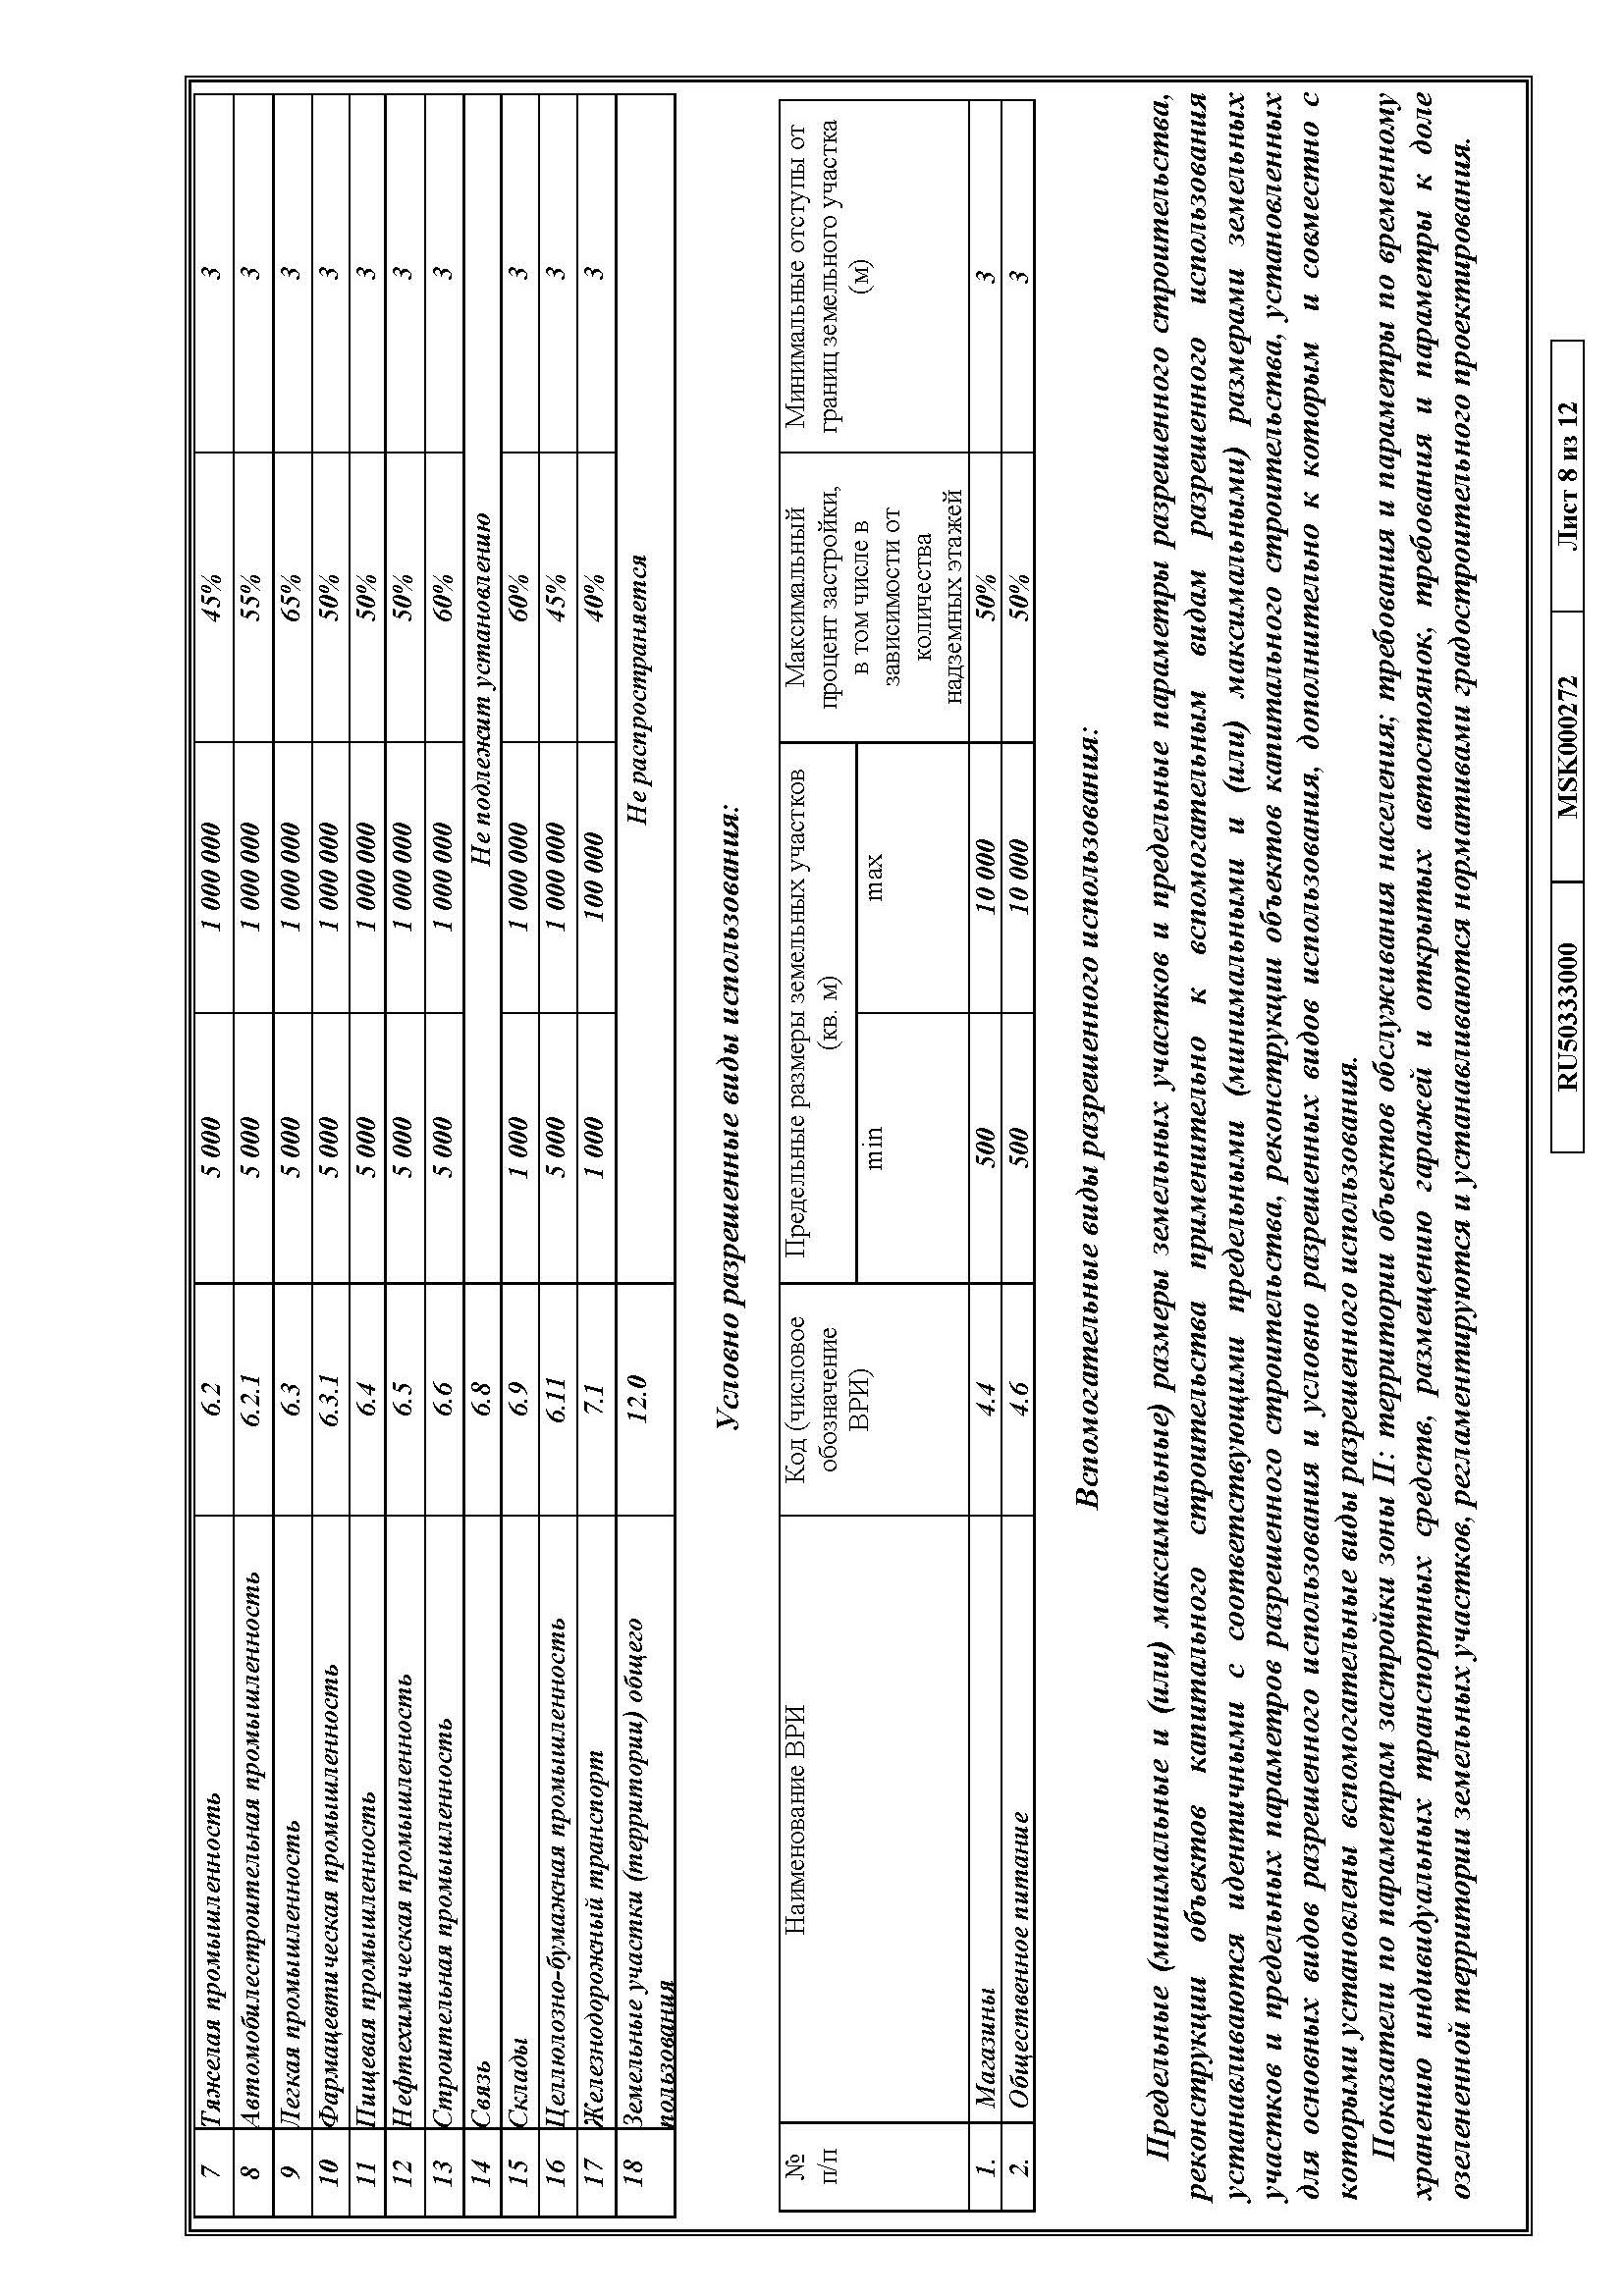 7 Тяжелая промышленность 6.2 5 000 1 000 000 45% 3
8 Автомобилестроительная промышленность 6.2.1 5 000 1 000 000 55% 3
9 Легкая промышленность 6.3 5 000 1 000 000 65% 3
10 Фармацевтическая промышленность 6.3.1 5 000 1 000 000 50% 3
11 Пищевая промышленность 6.4 5 000 1 000 000 50% 3
12 Нефтехимическая промышленность 6.5 5 000 1 000 000 50% 3
13 Строительная промышленность 6.6 5 000 1 000 000 60% 3
14 Связь 6.8 Не подлежит установлению
15 Склады 6.9 1 000 1 000 000 60% 3
16 Целлюлозно-бумажная промышленность 6.11 5 000 1 000 000 45% 3
17 Железнодорожный транспорт 7.1 1 000 100 000 40% 3
18 Земельные участки (территории) общего 12.0 Не распространяется
пользования
Условно разрешенные виды использования:
№
п/п
Наименование ВРИ
Код (числовое
обозначение
ВРИ)
Предельные размеры земельных участков
(кв. м)
min
max
Максимальный
процент застройки,
в том числе в
зависимости от
количества
надземных этажей
Минимальные отступы от
границ земельного участка
(м)
1. Магазины 4.4 500 10 000 50% 3
2. Общественное питание 4.6 500 10 000 50% 3
Вспомогательные виды разрешенного использования:
Предельные (минимальные и (или) максимальные) размеры земельных участков и предельные параметры разрешенного строительства,
реконструкции объектов капитального строительства применительно к вспомогательным видам разрешенного использования
устанавливаются идентичными с соответствующими предельными (минимальными и (или) максимальными) размерами земельных
участков и предельных параметров разрешенного строительства, реконструкции объектов капитального строительства, установленных
для основных видов разрешенного использования и условно разрешенных видов использования, дополнительно к которым и совместно с
которыми установлены вспомогательные виды разрешенного использования.
Показатели по параметрам застройки зоны П: территории объектов обслуживания населения; требования и параметры по временному
хранению индивидуальных транспортных средств, размещению гаражей и открытых автостоянок, требования и параметры к доле
озелененной территории земельных участков, регламентируются и устанавливаются нормативами градостроительного проектирования.
RU50333000 MSK000272 Лист 8 из 12